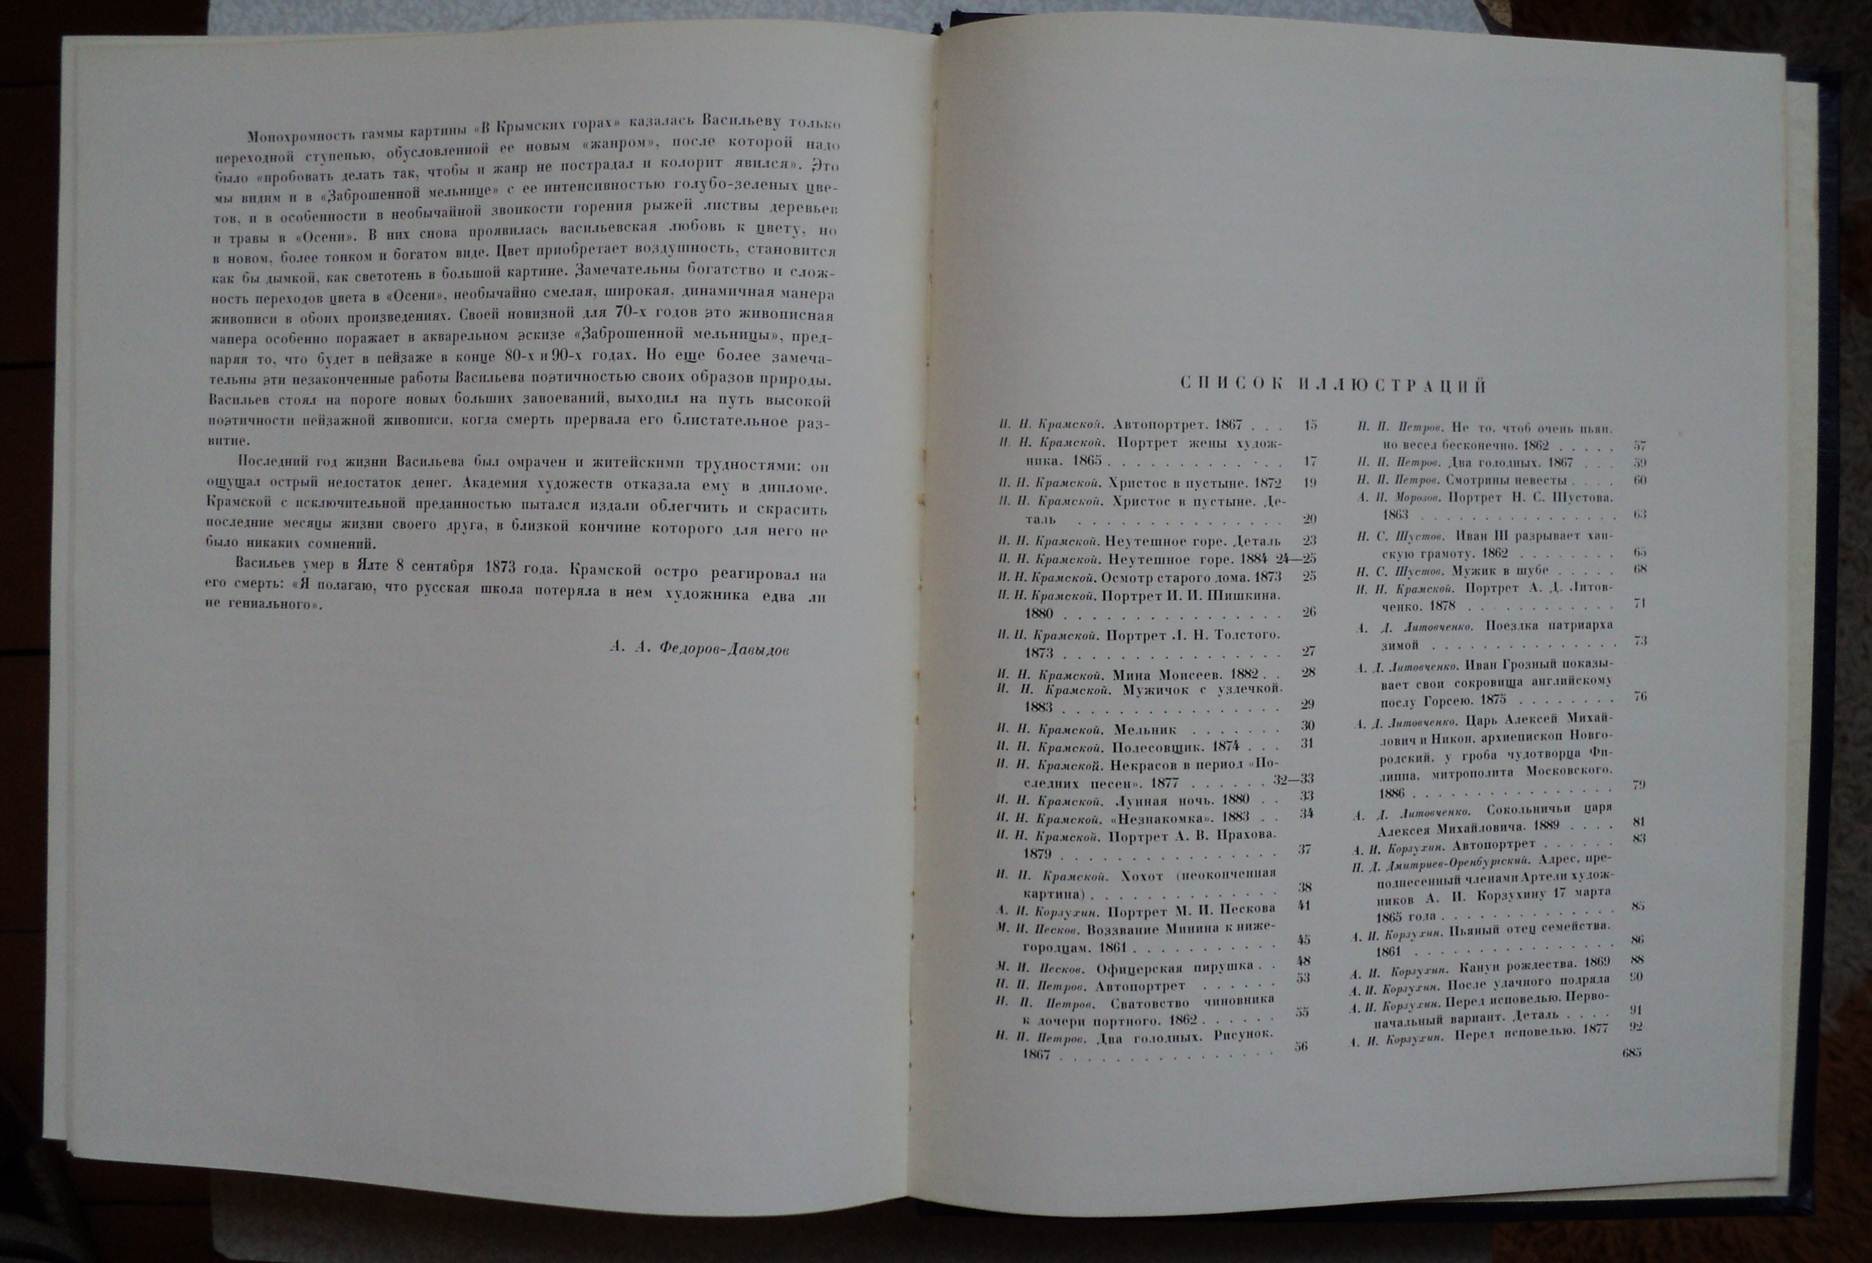 Монохромность гаммы картины «В Крымских горах» казалась Васильеву только
переходной ступенью, обусловленной ее новым «жанром», после которой надо
было «пробовать делать так, чтобы и жанр не пострадал и колорит явился». Это
мы видим и в «Заброшенной мельнице» с ее интенсивностью голубо-зеленых цве-
тов, и в особенности в необычайной звонкости горения рыжей листвы деревьев
и травы в «Осени». В них снова проявилась васильевская любовь к цвету, но
в новом, более тонком и богатом виде. Цвет приобретает воздушность, становится
как бы дымкой, как светотень в большой картине. Замечательны богатство и слож-
ность переходов цвета в «Осени», необычайно смелая, широкая, динамичная манера
живописи в обоих произведениях. Своей новизной для 70-х годов это живописная
манера особенно поражает в акварельном эскизе «Заброшенной мельницы», пред-
варяя то, что будет в пейзаже в конце 80-х и 90-х годах. Но еще более замеча-
тельны эти незаконченные работы Васильева поэтичностью своих образов природы.
Васильев стоял на пороге новых больших завоеваний, выходил на путь высокой
поэтичности пейзажной живописи, когда смерть прервала его блистательное раз-
витие.
Последний год жизни Васильева был омрачен и житейскими трудностями: он
ощущал острый недостаток денег. Академия художеств отказала ему в дипломе.
Крамской с исключительной преданностью пытался издали облегчить и скрасить
последние месяцы жизни своего друга, в близкой кончине которого для него не
было никаких сомнений.
Васильев умер в Ялте 8 сентября 1873 года. Крамской остро реагировал на
его смерть: «Я полагаю, что русская школа потеряла в нем художника едва ли
не гениального».
А. А. Федоров-Давыдов
СПИСОК ИЛЛЮСТРАЦИЙ
И. Н. Крамской. Автопортрет. 1867 . . . 15
И. Н. Крамской. Портрет жены худож-
ника. 1865 . . . . . . . . . . . . 17
И. Н. Крамской. Христос в пустыне. 1872 19
И. Н. Крамской. Христос в пустыне. Де-
таль . . . . . . . . . . . . . . 20
И. Н. Крамской. Неутешное горе. Деталь 23
И. Н. Крамской. Неутешное горе. 1884 24—25
И. Н. Крамской. Осмотр старого дома. 1873 25
И. Н. Крамской. Портрет И. И. Шишкина.
1880 . . . . . . . . . . . . . . 26
И. Н. Крамской. Портрет Л. Н. Толстого.
1873 . . . . . . . . . . . . . . 27
И. Н. Крамской. Мина Моисеев. 1882 . . 28
И. Н. Крамской. Мужичок с уздечкой.
1883 . . . . . . . . . . . . . . 29
И. Н. Крамской. Мельник . . . . . . . 30
И. Н. Крамской. Полесовщик. 1874 . . . 31
И. Н. Крамской. Некрасов в период «По-
следних песен». 1877 . . . . . . 32—33
И. Н. Крамской. Лунная ночь. 1880 . . 33
И. Н. Крамской. «Незнакомка». 1883 . . 34
И. Н. Крамской. Портрет А. В. Прахова.
1879 . . . . . . . . . . . . . . 37
И. Н. Крамской. Хохот (неоконченная
картина) . . . . . . . . . . . . 38
А. И. Корзухин. Портрет М. И. Пескова 41
М. И. Песков. Воззвание Минина к ниже-
городцам. 1861 . . . . . . . . . . 45
М. И. Песков. Офицерская пирушка . . 48
Н. П. Петров. Автопортрет . . . . . . 53
Н. П. Петров. Сватовство чиновника
к дочери портного. 1862 . . . . . . 55
Н. П. Петров. Два голодных. Рисунок.
1867 . . . . . . . . . . . . . . 56
Н. П. Петров. Не то, чтоб очень пьян,
но весел бесконечно. 1862 . . . . . 57
Н. П. Петров. Два голодных. 1867 . . . 59
Н. П. Петров. Смотрины невесты . . . . 60
А. И. Морозов. Портрет Н. С. Шустова.
1863 . . . . . . . . . . . . . . 63
Н. С. Шустов. Иван III разрывает хан-
скую грамоту. 1862 . . . . . . . . 65
Н. С. Шустов. Мужик в шубе . . . . . 68
И. Н. Крамской. Портрет А. Д. Литов-
ченко. 1878 . . . . . . . . . . . 71
А. Д. Литовченко. Поездка патриарха
зимой . . . . . . . . . . . . . . 73
А. Д. Литовченко. Иван Грозный показы-
вает свои сокровища английскому
послу Горсею. 1875 . . . . . . . . 76
А. Д. Литовченко. Царь Алексей Михай-
лович и Никон, архиепископ Новго-
родский, у гроба чудотворца Фи-
липпа, митрополита Московского.
1886 . . . . . . . . . . . . . . 79
А. Д. Литовченко. Сокольничьи царя
Алексея Михайловича. 1889 . . . . 81
А. И. Корзухин. Автопортрет . . . . . . 83
Н. Д. Дмитриев-Оренбургский. Адрес, пре-
поднесенный членами Артели худож-
ников А. И. Корзухину 17 марта
1865 года . . . . . . . . . . . . 85
А. И. Корзухин. Пьяный отец семейства.
1861 . . . . . . . . . . . . . . 86
А. И. Корзухин. Канун рождества. 1869 88
А. И. Корзухин. После удачного подряда 90
А. И. Корзухин. Перед исповедью. Перво-
начальный вариант. Деталь . . . . 91
А. И. Корзухин. Перед исповедью. 1877 92
685